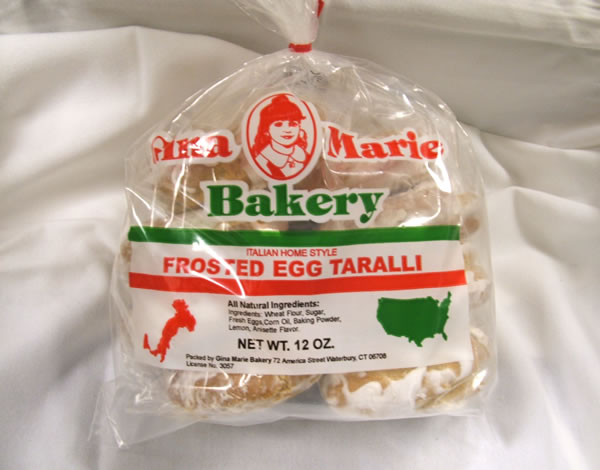 Gina Marie
Bakery
ITALIAN HOME STYLE
FROSTED EGG TARALLI
All Natural Ingredients:
Ingredients: Wheat Flour, Sugar,
Fresh Eggs,Corn Oil, Baking Powder,
Lemon, Anisette Flavor.
NET WT. 12 OZ.
Packed by Gina Marie Bakery 72 America Street Waterbury, CT 06708
License No. 3057